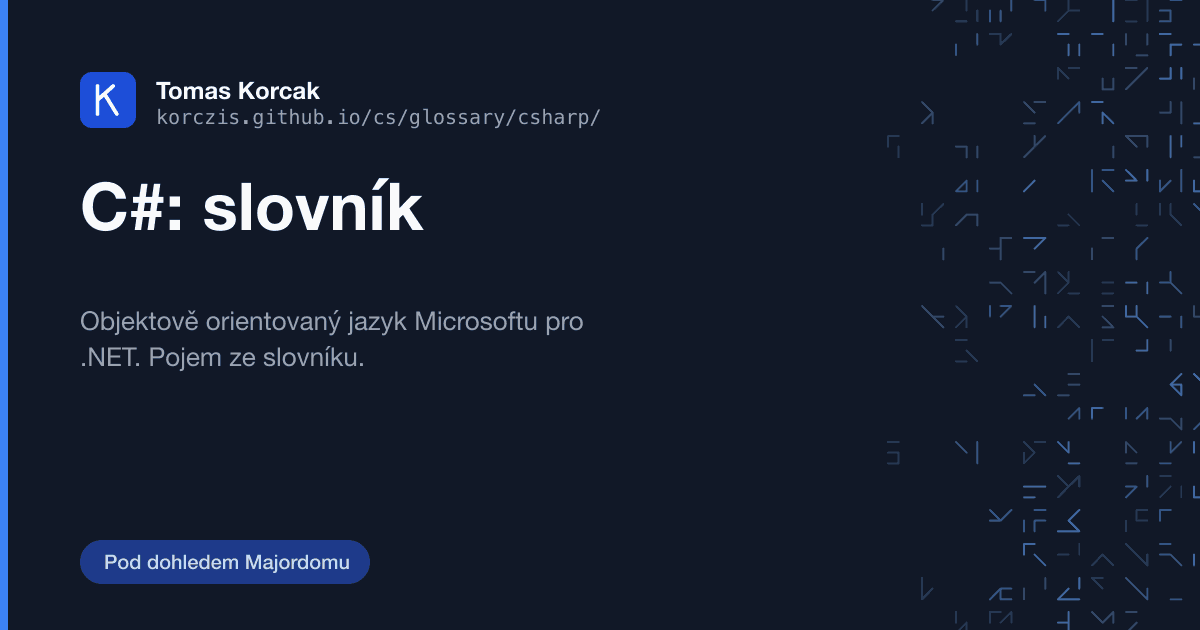 K
Tomas Korcak
korczis.github.io/cs/glossary/csharp/
C#: slovník
Objektově orientovaný jazyk Microsoftu pro
.NET. Pojem ze slovníku.
Pod dohledem Majordomu